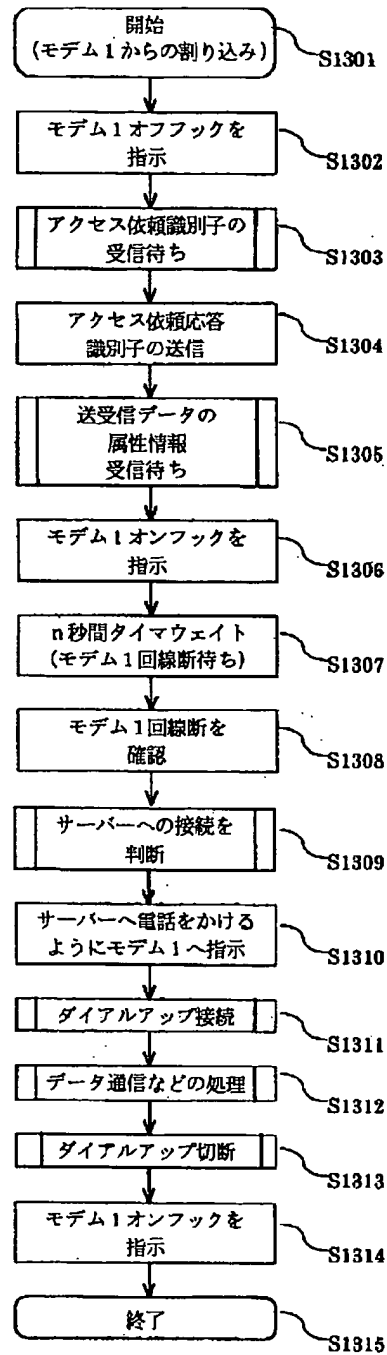 開始
(モデム1からの割り込み)
S1301
モデム1オフフックを
指示
S1302
アクセス依頼識別子の
受信待ち
S1303
アクセス依頼応答
識別子の送信
S1304
送受信データの
属性情報
受信待ち
S1305
モデム1オンフックを
指示
S1306
n秒間タイマウェイト
(モデム1回線断待ち)
S1307
モデム1回線断を
確認
S1308
サーバーへの接続を
判断
S1309
サーバーへ電話をかける
ようにモデム1へ指示
S1310
ダイアルアップ接続
S1311
データ通信などの処理
S1312
ダイアルアップ切断
S1313
モデム1オンフックを
指示
S1314
終了
S1315